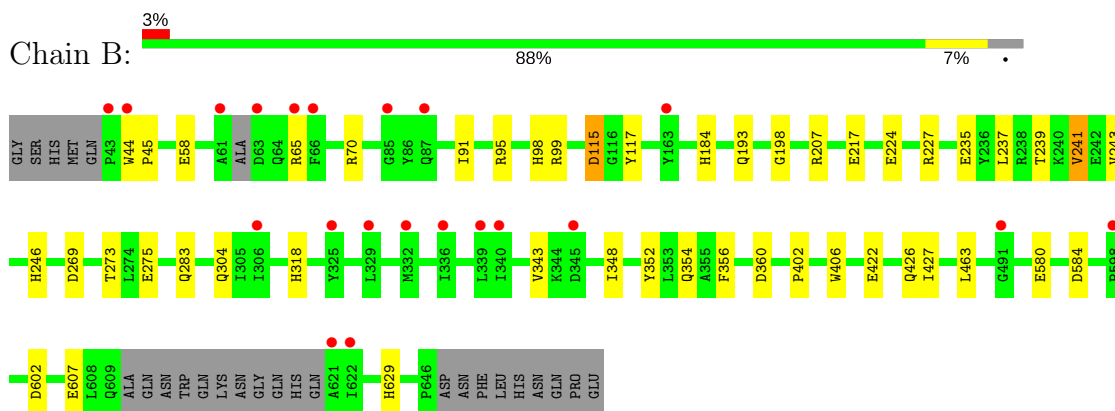 3%
Chain B:
88% 7% •
GLY SER HIS MET GLN P43 W44 P45 E58 A61 ALA D63 Q64 R65 F66 R70 G85 Y86 Q87 I91 R95 H98 R99 D115 G116 Y117 Y163 H184 Q193 G198 R207 E217 E224 R227 E235 Y236 L237 R238 T239 K240 V241 E242
H246 D269 T273 L274 E275 Q283 Q304 I305 I306 H318 Y325 L329 M332 I336 L339 I340 V343 K344 D345 I348 Y352 L353 Q354 A355 F356 D360 P402 W406 E422 Q426 I427 L463 G491 E580 D584
D602 E607 L608 Q609 ALA GLN ASN TRP GLN LYS ASN GLY GLN HIS GLN A621 I622 H629 P646 ASP ASN PHE LEU HIS ASN GLN PRO GLU